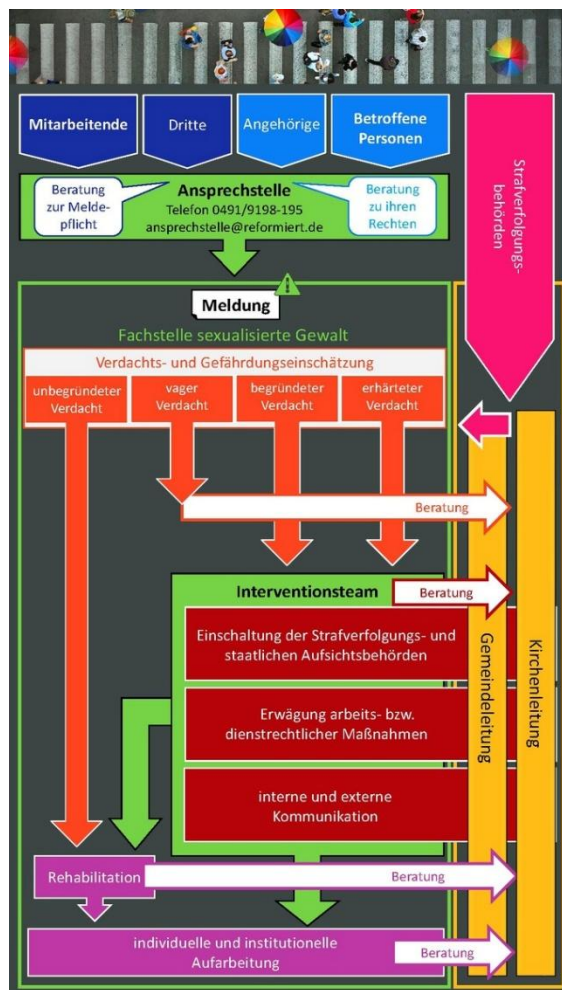 Mitarbeitende
Dritte
Angehörige
Betroffene
Personen
Strafverfolgungs-
behörden
Beratung
zur Melde-
pflicht
Ansprechstelle
Telefon 0491/9198-195
ansprechstelle@reformiert.de
Beratung
zu ihren
Rechten
Meldung
Fachstelle sexualisierte Gewalt
Verdachts- und Gefährdungseinschätzung
unbegründeter
Verdacht
vager
Verdacht
begründeter
Verdacht
erhärteter
Verdacht
Beratung
Interventionsteam
Beratung
Einschaltung der Strafverfolgungs- und
staatlichen Aufsichtsbehörden
Erwägung arbeits- bzw.
dienstrechtlicher Maßnahmen
interne und externe
Kommunikation
Gemeindeleitung
Kirchenleitung
Rehabilitation
Beratung
individuelle und institutionelle
Aufarbeitung
Beratung